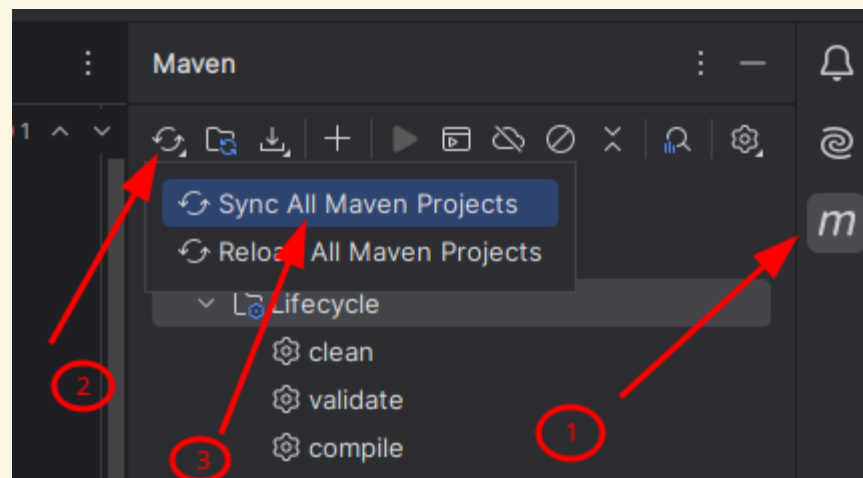 Maven
1
Sync All Maven Projects
Reload All Maven Projects
m
Lifecycle
clean
2
validate
1
3
compile